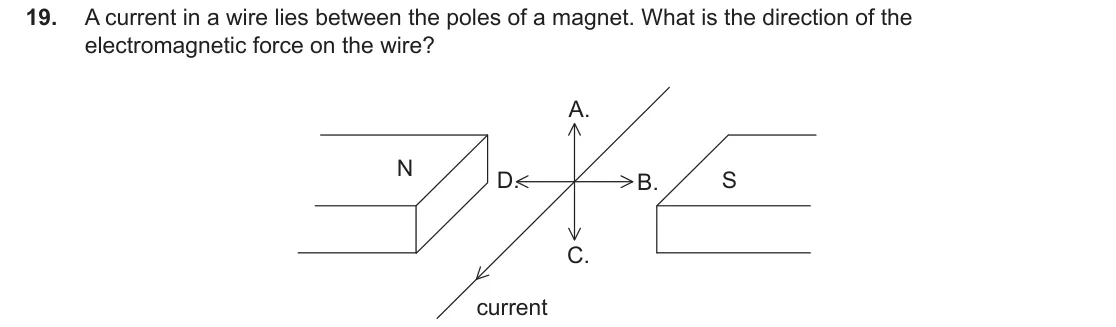 19. A current in a wire lies between the poles of a magnet. What is the direction of the
electromagnetic force on the wire?
A.
N
D.
B.
S
C.
current